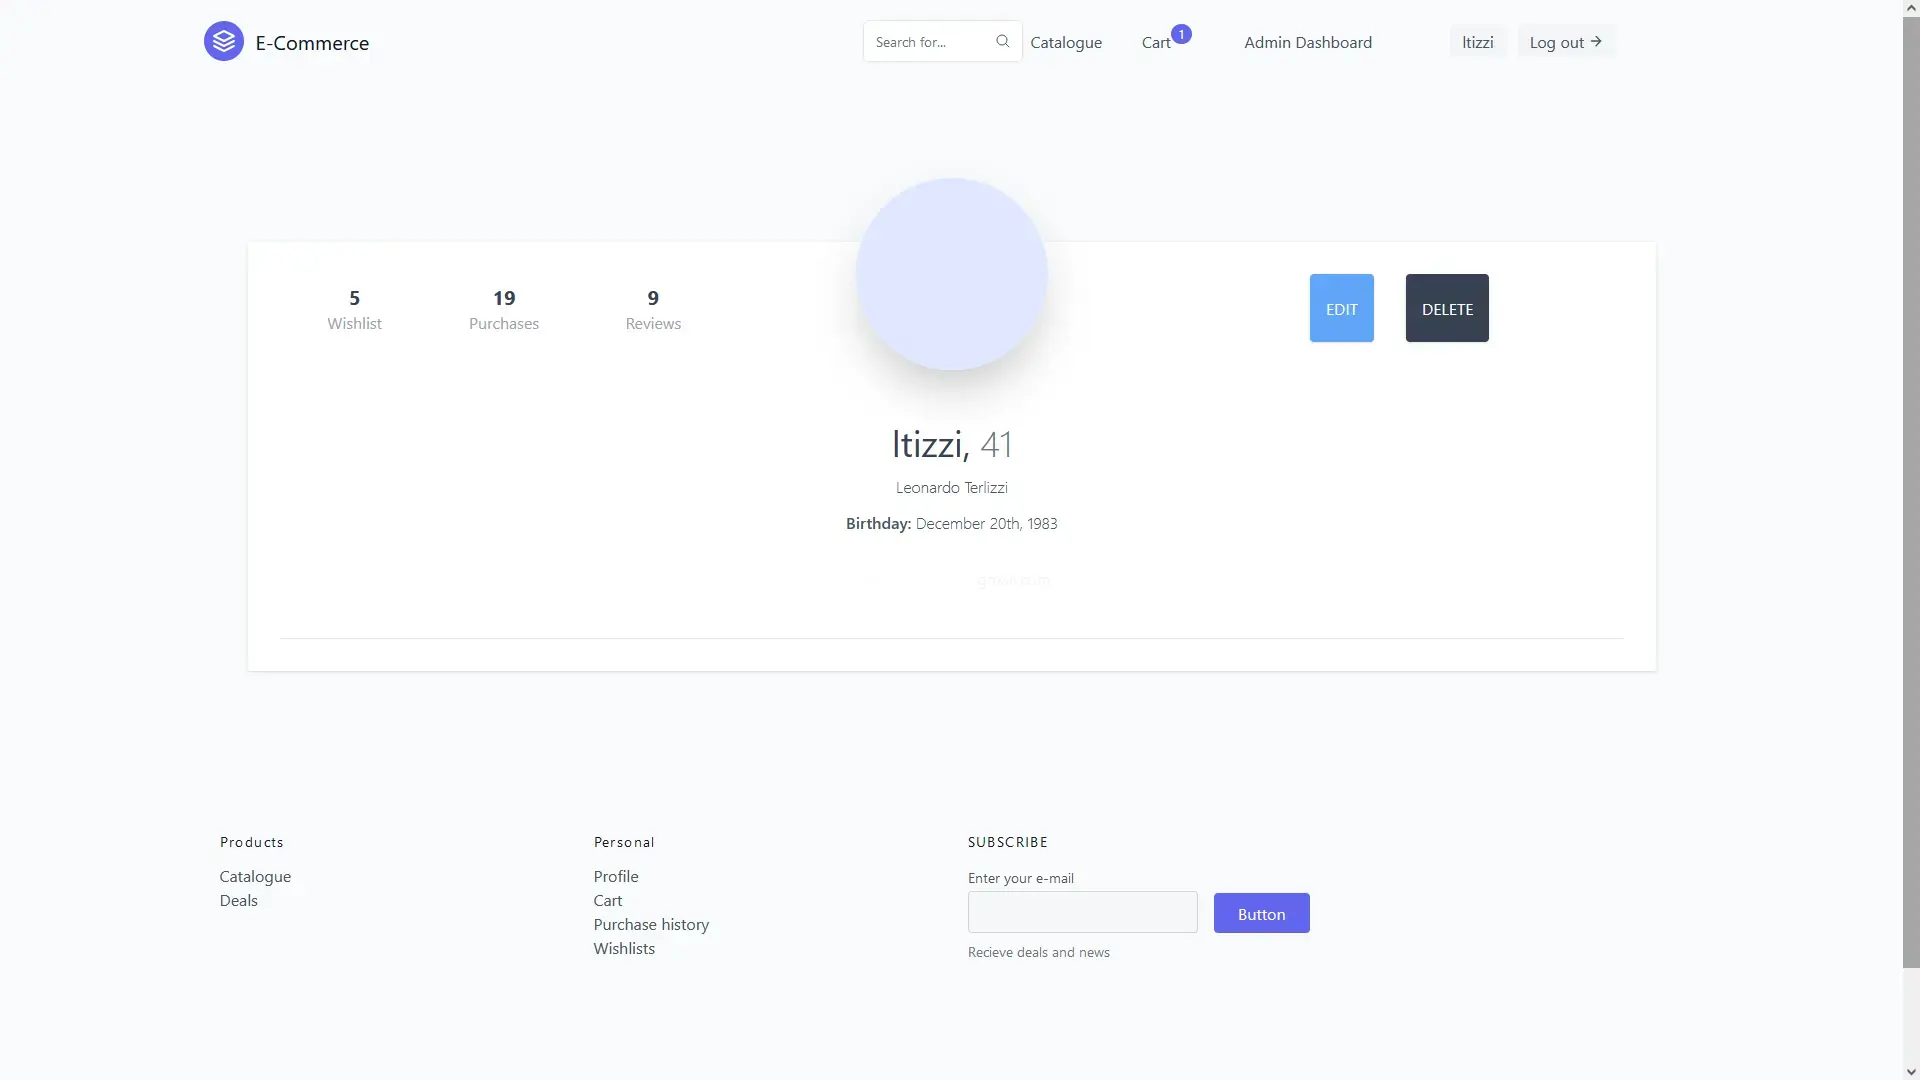 E-Commerce
Search for...
Catalogue
Cart
1
Admin Dashboard
ltizzi
Log out →
5
Wishlist
19
Purchases
9
Reviews
EDIT
DELETE
ltizzi, 41
Leonardo Terlizzi
Birthday: December 20th, 1983
gmail.com
Products
Catalogue
Deals
Personal
Profile
Cart
Purchase history
Wishlists
SUBSCRIBE
Enter your e-mail
Button
Recieve deals and news